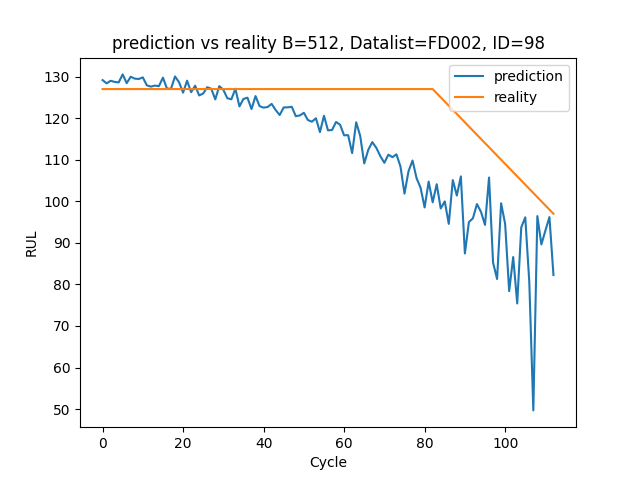 prediction vs reality B=512, Datalist=FD002, ID=98
prediction
reality
RUL
130
120
110
100
90
80
70
60
50
0 20 40 60 80 100
Cycle